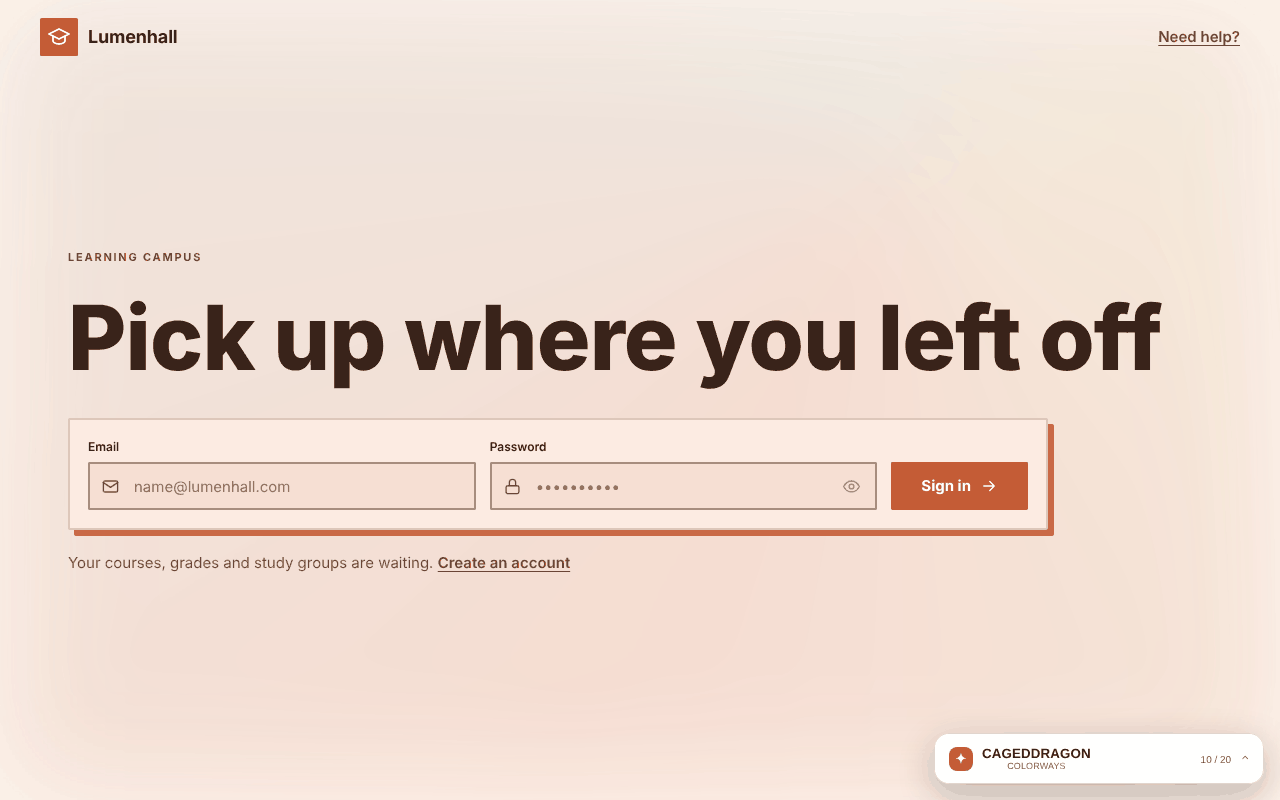 Lumenhall
Need help?
LEARNING CAMPUS
Pick up where you left off
Email
Password
name@lumenhall.com
••••••••••
Sign in
Your courses, grades and study groups are waiting. Create an account
CAGEDDRAGON
COLORWAYS
10 / 20